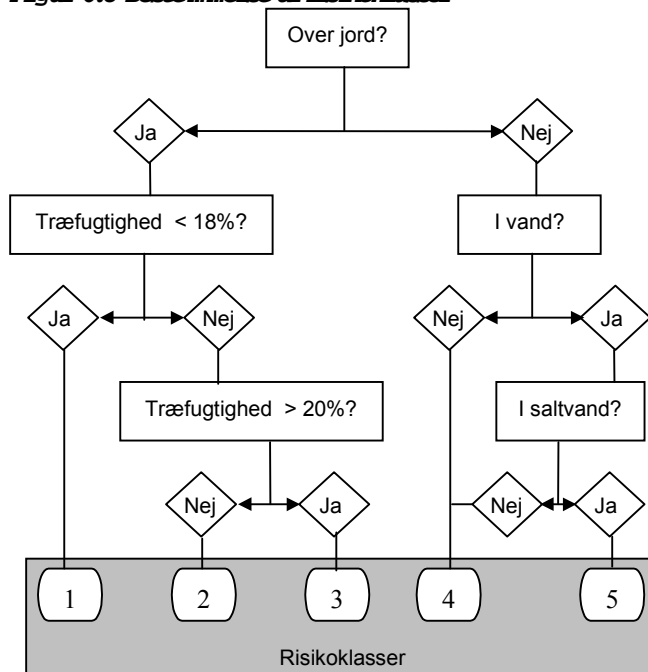 Over jord?
Ja
Nej
Træfugtighed < 18%?
I vand?
Ja
Nej
Nej
Ja
Træfugtighed > 20%?
I saltvand?
Nej
Ja
Nej
Ja
1
2
3
4
5
Risikoklasser